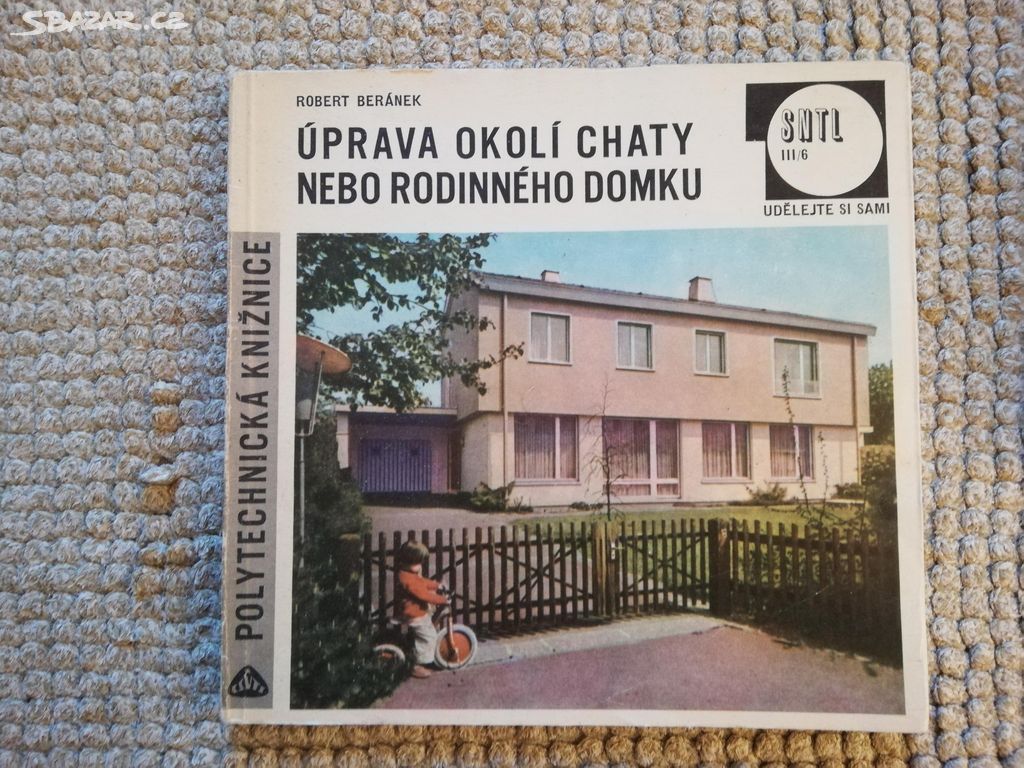 SBAZAR.CZ
ROBERT BERÁNEK
ÚPRAVA OKOLÍ CHATY
NEBO RODINNÉHO DOMKU
SNTL
III/6
UDĚLEJTE SI SAMI
POLYTECHNICKÁ KNIŽNICE